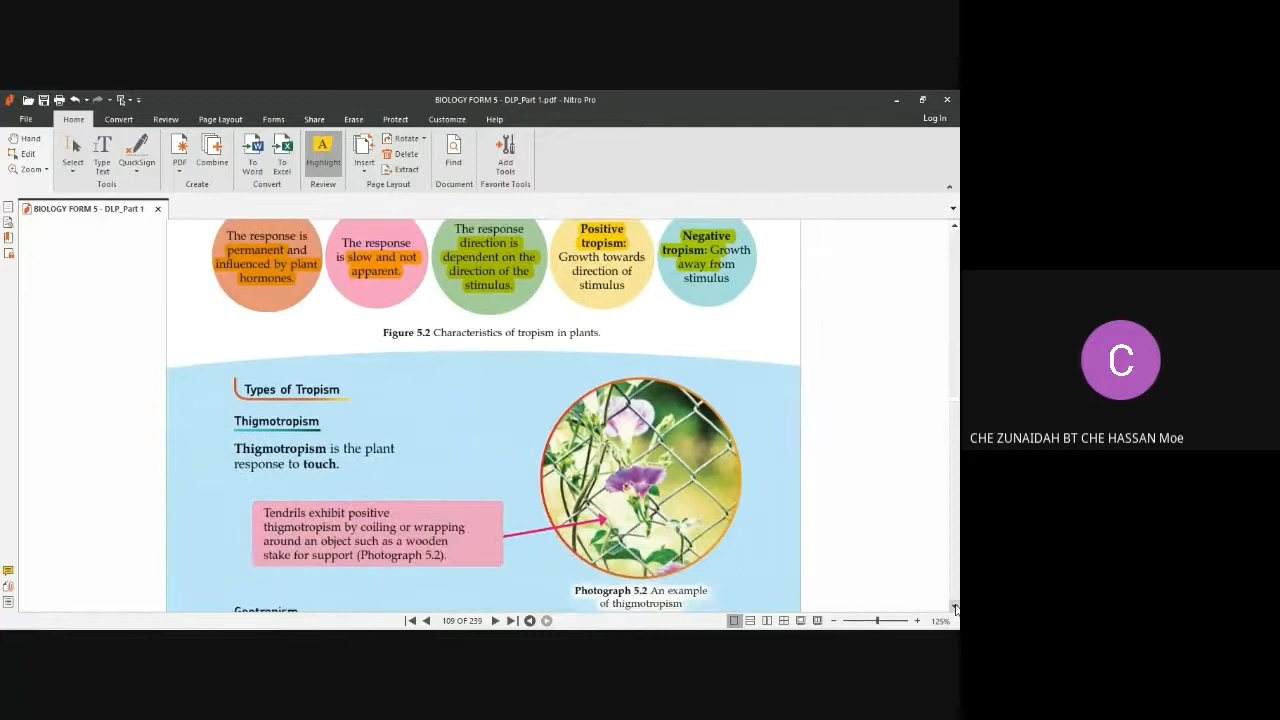 BIOLOGY FORM 5 - DLP_Part 1.pdf - Nitro Pro
File Home Convert Review Page Layout Forms Share Erase Protect Customize Help Log In
Hand
Edit
Zoom
Select
Type Text
QuickSign
Tools
PDF
Combine
Create
To Word
To Excel
Convert
Highlight
Review
Insert
Rotate
Delete
Extract
Page Layout
Find
Document
Add Tools
Favorite Tools
BIOLOGY FORM 5 - DLP_Part 1
The response is
permanent and
influenced by plant
hormones.
The response
is slow and not
apparent.
The response
direction is
dependent on the
direction of the
stimulus.
Positive
tropism:
Growth towards
direction of
stimulus
Negative
tropism: Growth
away from
stimulus
Figure 5.2 Characteristics of tropism in plants.
Types of Tropism
Thigmotropism
Thigmotropism is the plant
response to touch.
Tendrils exhibit positive
thigmotropism by coiling or wrapping
around an object such as a wooden
stake for support (Photograph 5.2).
Photograph 5.2 An example
of thigmotropism
Geotropism
109 OF 239
125%
C
CHE ZUNAIDAH BT CHE HASSAN Moe